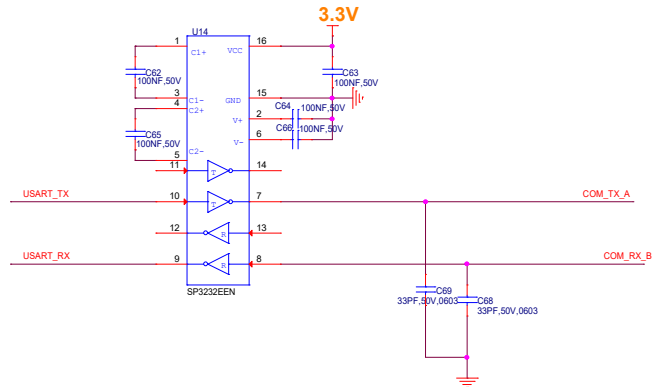 3.3V
U14
1
C1+
VCC
16
C62
100NF,50V
C63
100NF,50V
3
C1-
GND
15
4
C2+
C64
100NF,50V
V+
2
C65
100NF,50V
C66
100NF,50V
V-
6
5
C2-
11
T
14
USART_TX
10
T
7
COM_TX_A
12
R
13
USART_RX
9
R
8
COM_RX_B
SP3232EEN
C69
33PF,50V,0603
C68
33PF,50V,0603